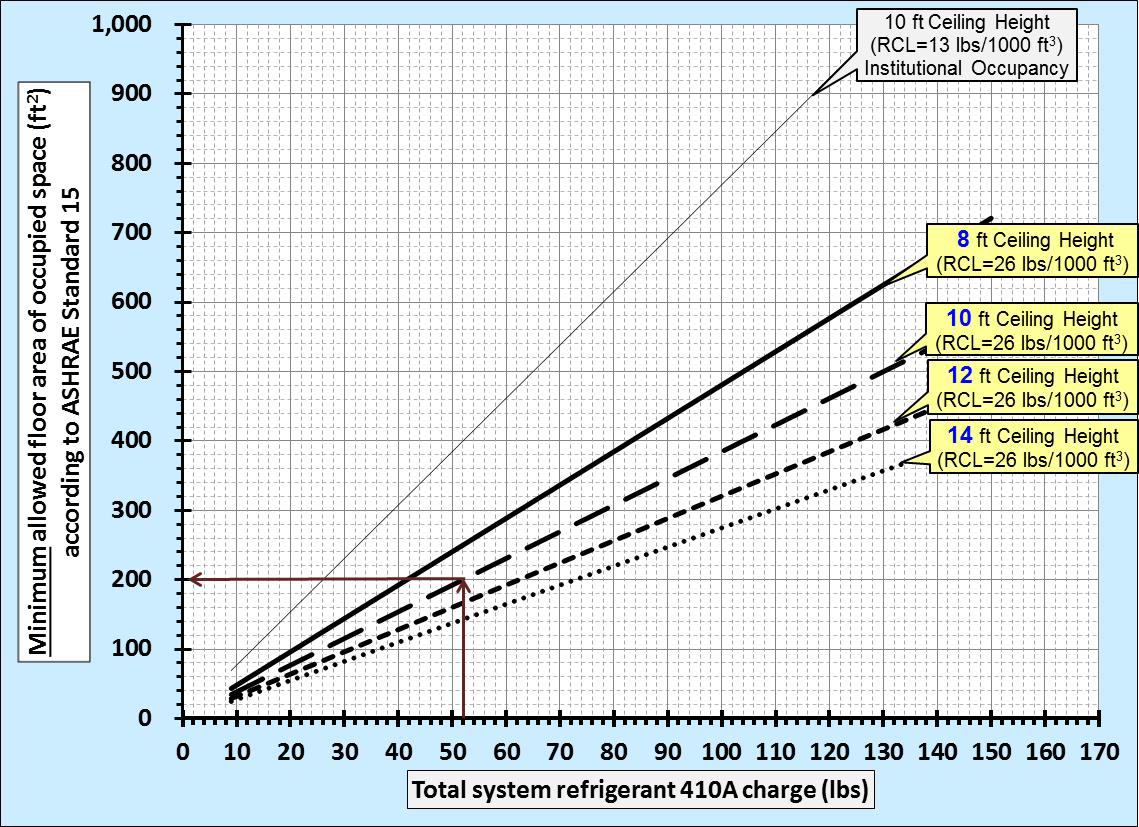 Minimum allowed floor area of occupied space (ft²)
according to ASHRAE Standard 15
1,000
900
800
700
600
500
400
300
200
100
0
10 ft Ceiling Height
(RCL=13 lbs/1000 ft³)
Institutional Occupancy
8 ft Ceiling Height
(RCL=26 lbs/1000 ft³)
10 ft Ceiling Height
(RCL=26 lbs/1000 ft³)
12 ft Ceiling Height
(RCL=26 lbs/1000 ft³)
14 ft Ceiling Height
(RCL=26 lbs/1000 ft³)
0 10 20 30 40 50 60 70 80 90 100 110 120 130 140 150 160 170
Total system refrigerant 410A charge (lbs)